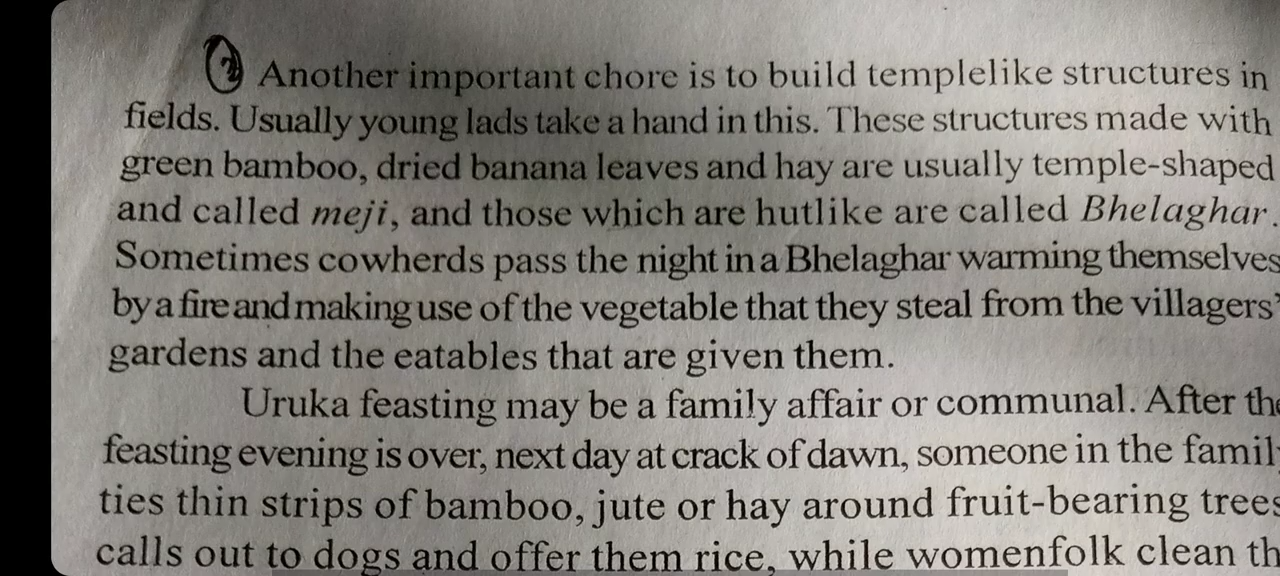 ② Another important chore is to build templelike structures in
fields. Usually young lads take a hand in this. These structures made with
green bamboo, dried banana leaves and hay are usually temple-shaped
and called meji, and those which are hutlike are called Bhelaghar.
Sometimes cowherds pass the night in a Bhelaghar warming themselves
by a fire and making use of the vegetable that they steal from the villagers'
gardens and the eatables that are given them.
Uruka feasting may be a family affair or communal. After the
feasting evening is over, next day at crack of dawn, someone in the family
ties thin strips of bamboo, jute or hay around fruit-bearing trees
calls out to dogs and offer them rice, while womenfolk clean th